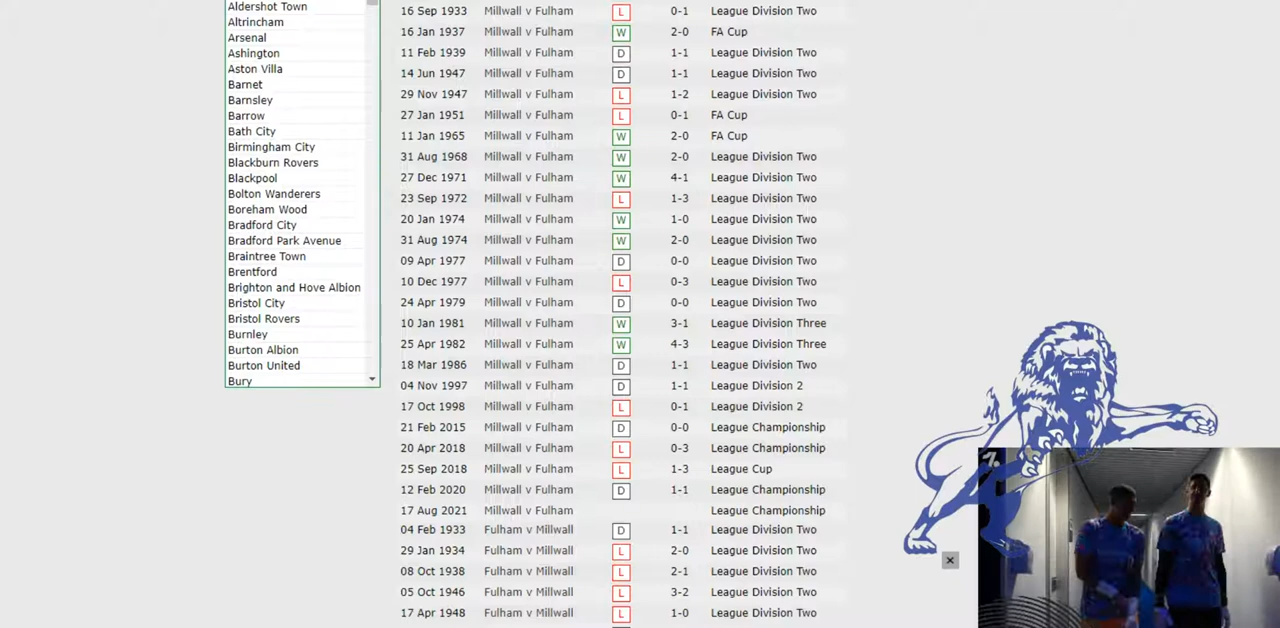 Aldershot Town
Altrincham
Arsenal
Ashington
Aston Villa
Barnet
Barnsley
Barrow
Bath City
Birmingham City
Blackburn Rovers
Blackpool
Bolton Wanderers
Boreham Wood
Bradford City
Bradford Park Avenue
Braintree Town
Brentford
Brighton and Hove Albion
Bristol City
Bristol Rovers
Burnley
Burton Albion
Burton United
Bury
16 Sep 1933 Millwall v Fulham L 0-1 League Division Two
16 Jan 1937 Millwall v Fulham W 2-0 FA Cup
11 Feb 1939 Millwall v Fulham D 1-1 League Division Two
14 Jun 1947 Millwall v Fulham D 1-1 League Division Two
29 Nov 1947 Millwall v Fulham L 1-2 League Division Two
27 Jan 1951 Millwall v Fulham L 0-1 FA Cup
11 Jan 1965 Millwall v Fulham W 2-0 FA Cup
31 Aug 1968 Millwall v Fulham W 2-0 League Division Two
27 Dec 1971 Millwall v Fulham W 4-1 League Division Two
23 Sep 1972 Millwall v Fulham L 1-3 League Division Two
20 Jan 1974 Millwall v Fulham W 1-0 League Division Two
31 Aug 1974 Millwall v Fulham W 2-0 League Division Two
09 Apr 1977 Millwall v Fulham D 0-0 League Division Two
10 Dec 1977 Millwall v Fulham L 0-3 League Division Two
24 Apr 1979 Millwall v Fulham D 0-0 League Division Two
10 Jan 1981 Millwall v Fulham W 3-1 League Division Three
25 Apr 1982 Millwall v Fulham W 4-3 League Division Three
18 Mar 1986 Millwall v Fulham D 1-1 League Division Two
04 Nov 1997 Millwall v Fulham D 1-1 League Division 2
17 Oct 1998 Millwall v Fulham L 0-1 League Division 2
21 Feb 2015 Millwall v Fulham D 0-0 League Championship
20 Apr 2018 Millwall v Fulham L 0-3 League Championship
25 Sep 2018 Millwall v Fulham L 1-3 League Cup
12 Feb 2020 Millwall v Fulham D 1-1 League Championship
17 Aug 2021 Millwall v Fulham League Championship
04 Feb 1933 Fulham v Millwall D 1-1 League Division Two
29 Jan 1934 Fulham v Millwall L 2-0 League Division Two
08 Oct 1938 Fulham v Millwall L 2-1 League Division Two
05 Oct 1946 Fulham v Millwall L 3-2 League Division Two
17 Apr 1948 Fulham v Millwall L 1-0 League Division Two